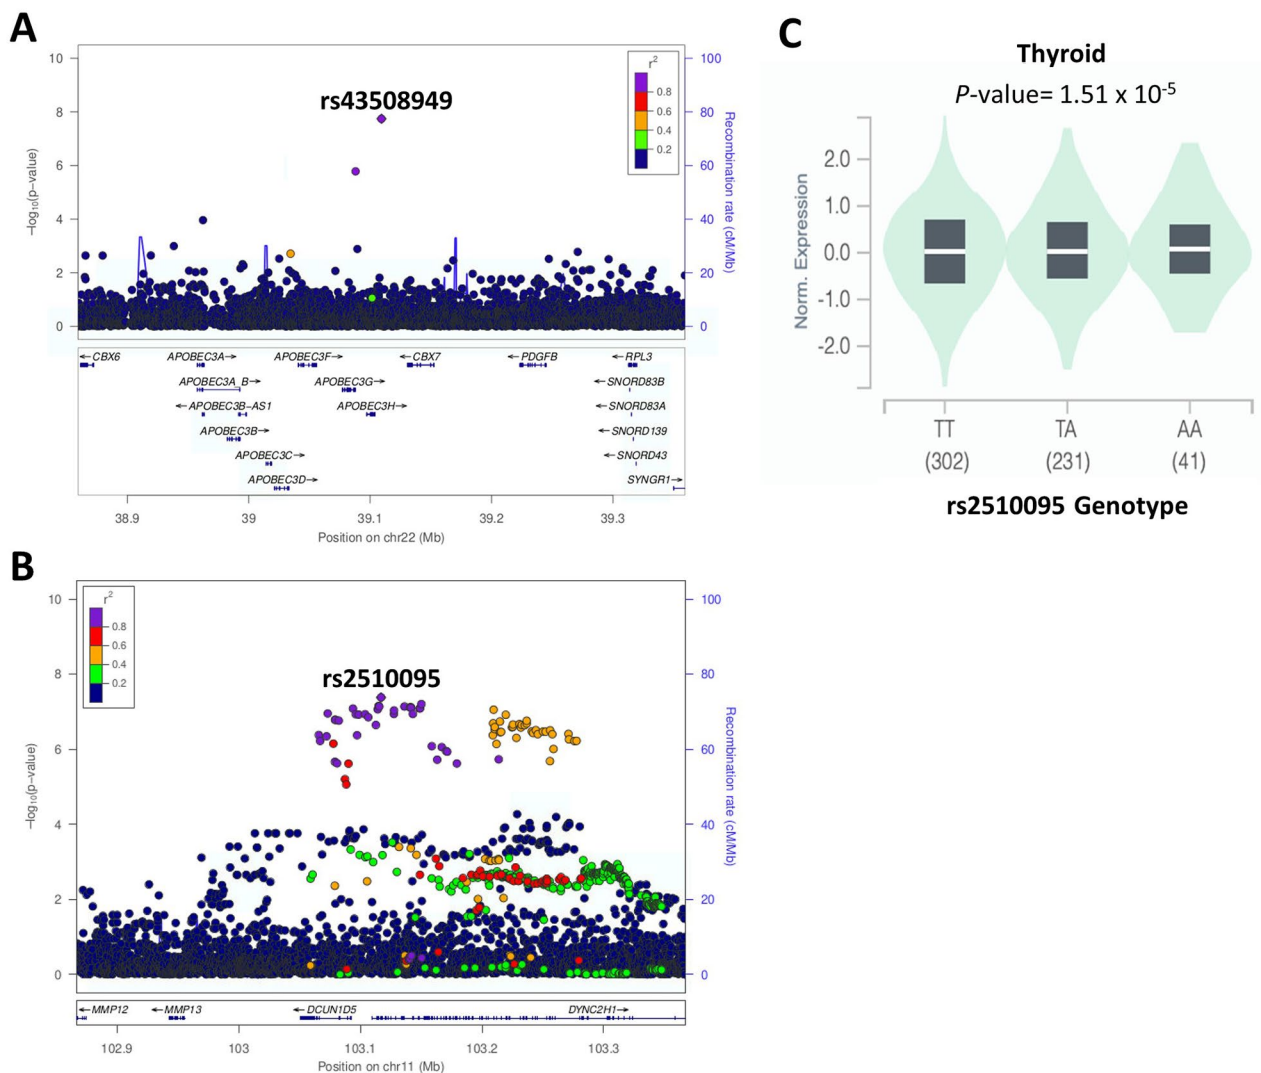 A
10
8
6
4
2
0
−log10(p−value)
rs43508949
r2
0.8
0.6
0.4
0.2
100
80
60
40
20
0
Recombination rate (cM/Mb)
←CBX6 APOBEC3A→ APOBEC3F→ ←CBX7 ←PDGFB ←RPL3
APOBEC3A_B→ APOBEC3G→ ←SNORD83B
←APOBEC3B−AS1 APOBEC3H→ ←SNORD83A
APOBEC3B→ ←SNORD139
APOBEC3C→ ←SNORD43
APOBEC3D→ SYNGR1→
38.9 39 39.1 39.2 39.3
Position on chr22 (Mb)
B
10
8
6
4
2
0
−log10(p−value)
r2
0.8
0.6
0.4
0.2
rs2510095
100
80
60
40
20
0
Recombination rate (cM/Mb)
←MMP12 ←MMP13 ←DCUN1D5 DYNC2H1→
102.9 103 103.1 103.2 103.3
Position on chr11 (Mb)
C
Thyroid
P-value= 1.51 x 10-5
Norm. Expression
2.0
1.0
0.0
-1.0
-2.0
TT TA AA
(302) (231) (41)
rs2510095 Genotype